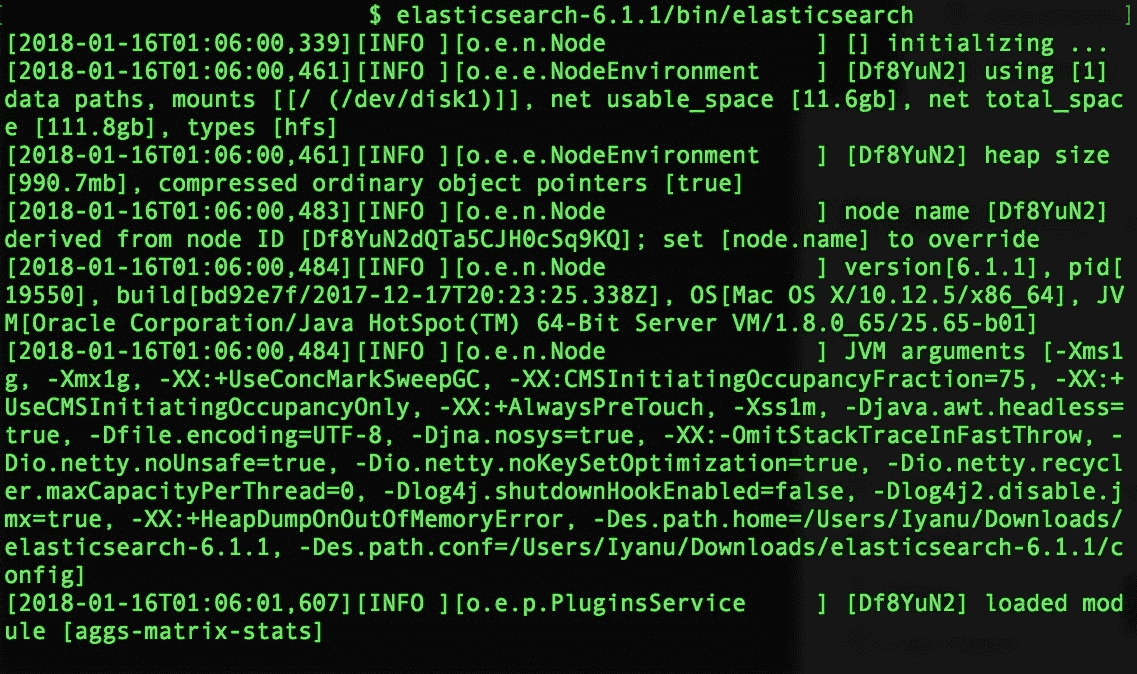 [ $ elasticsearch-6.1.1/bin/elasticsearch ]
[2018-01-16T01:06:00,339][INFO ][o.e.n.Node ] [] initializing ...
[2018-01-16T01:06:00,461][INFO ][o.e.e.NodeEnvironment ] [Df8YuN2] using [1]
data paths, mounts [[/ (/dev/disk1)]], net usable_space [11.6gb], net total_spac
e [111.8gb], types [hfs]
[2018-01-16T01:06:00,461][INFO ][o.e.e.NodeEnvironment ] [Df8YuN2] heap size
[990.7mb], compressed ordinary object pointers [true]
[2018-01-16T01:06:00,483][INFO ][o.e.n.Node ] node name [Df8YuN2]
derived from node ID [Df8YuN2dQTa5CJH0cSq9KQ]; set [node.name] to override
[2018-01-16T01:06:00,484][INFO ][o.e.n.Node ] version[6.1.1], pid[
19550], build[bd92e7f/2017-12-17T20:23:25.338Z], OS[Mac OS X/10.12.5/x86_64], JV
M[Oracle Corporation/Java HotSpot(TM) 64-Bit Server VM/1.8.0_65/25.65-b01]
[2018-01-16T01:06:00,484][INFO ][o.e.n.Node ] JVM arguments [-Xms1
g, -Xmx1g, -XX:+UseConcMarkSweepGC, -XX:CMSInitiatingOccupancyFraction=75, -XX:+
UseCMSInitiatingOccupancyOnly, -XX:+AlwaysPreTouch, -Xss1m, -Djava.awt.headless=
true, -Dfile.encoding=UTF-8, -Djna.nosys=true, -XX:-OmitStackTraceInFastThrow, -
Dio.netty.noUnsafe=true, -Dio.netty.noKeySetOptimization=true, -Dio.netty.recycl
er.maxCapacityPerThread=0, -Dlog4j.shutdownHookEnabled=false, -Dlog4j2.disable.j
mx=true, -XX:+HeapDumpOnOutOfMemoryError, -Des.path.home=/Users/Iyanu/Downloads/
elasticsearch-6.1.1, -Des.path.conf=/Users/Iyanu/Downloads/elasticsearch-6.1.1/c
onfig]
[2018-01-16T01:06:01,607][INFO ][o.e.p.PluginsService ] [Df8YuN2] loaded mod
ule [aggs-matrix-stats]